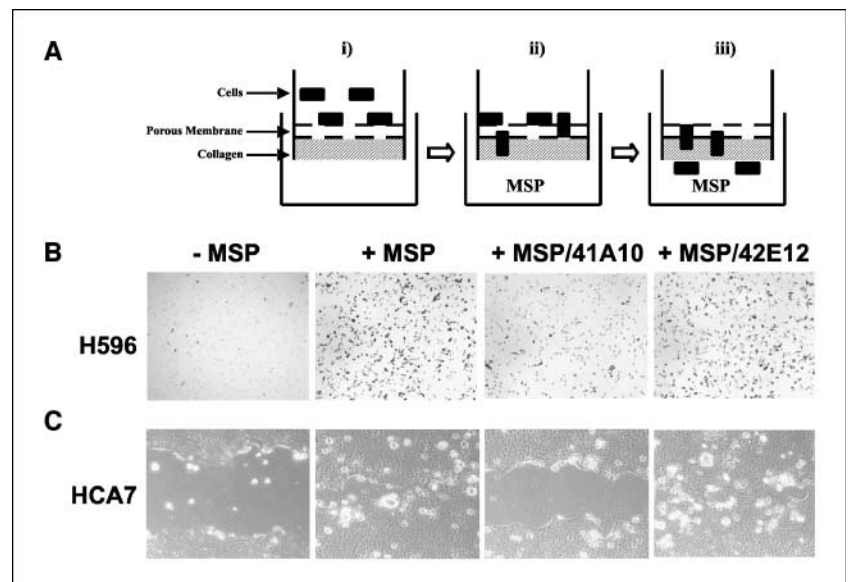 A
i)
ii)
iii)
Cells
Porous Membrane
Collagen
MSP
MSP
B
- MSP
+ MSP
+ MSP/41A10
+ MSP/42E12
H596
C
HCA7